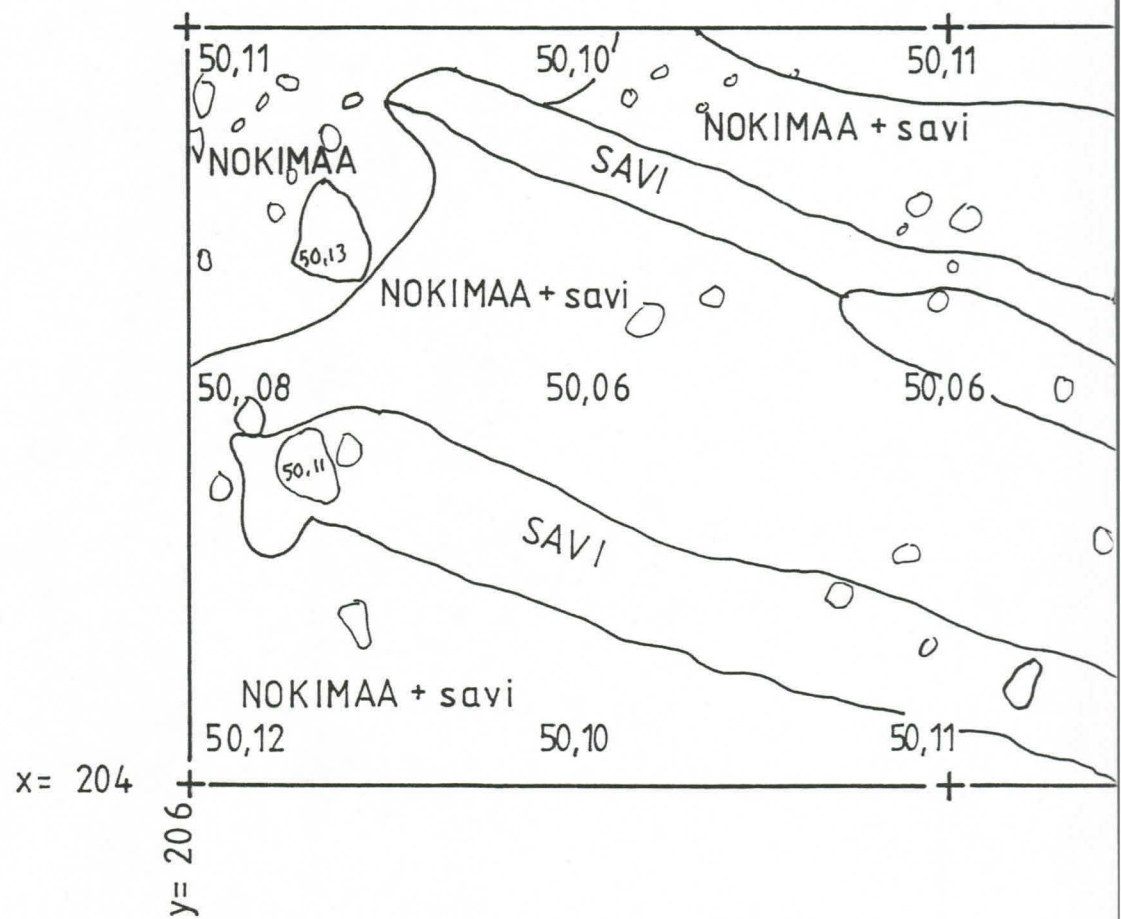 50,11 50,10 50,11
NOKIMAA + savi
NOKIMAA SAVI
50,13
NOKIMAA + savi
50,08 50,06 50,06
50,11
SAVI
NOKIMAA + savi
50,12 50,10 50,11
x= 204
y= 206